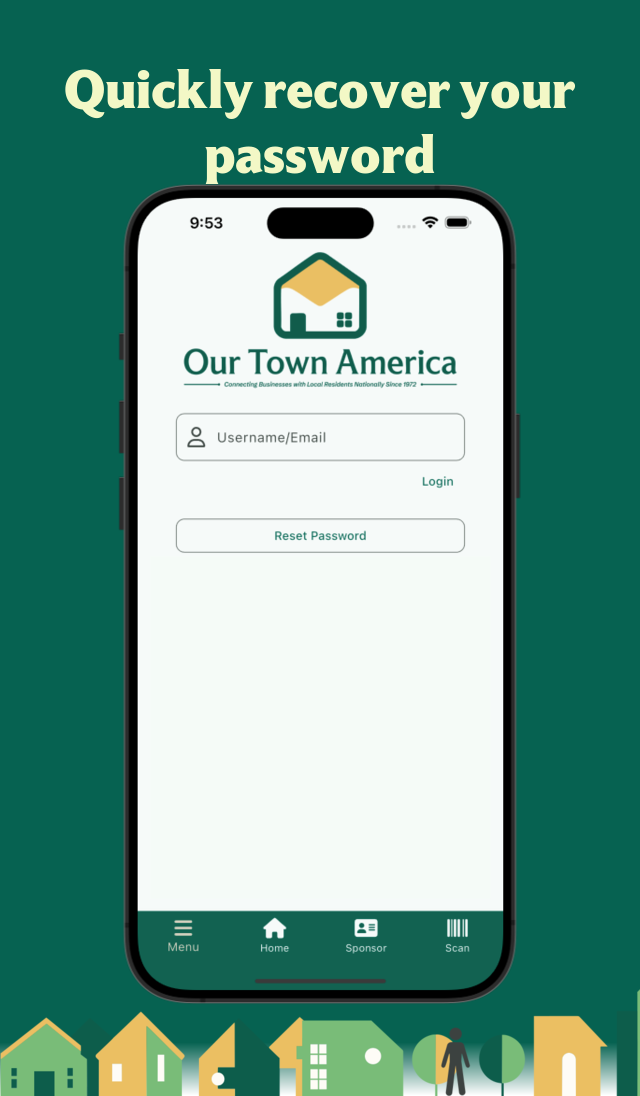 Quickly recover your
password
9:53
Our Town America
Connecting Businesses with Local Residents Nationally Since 1972
Username/Email
Login
Reset Password
Menu
Home
Sponsor
Scan